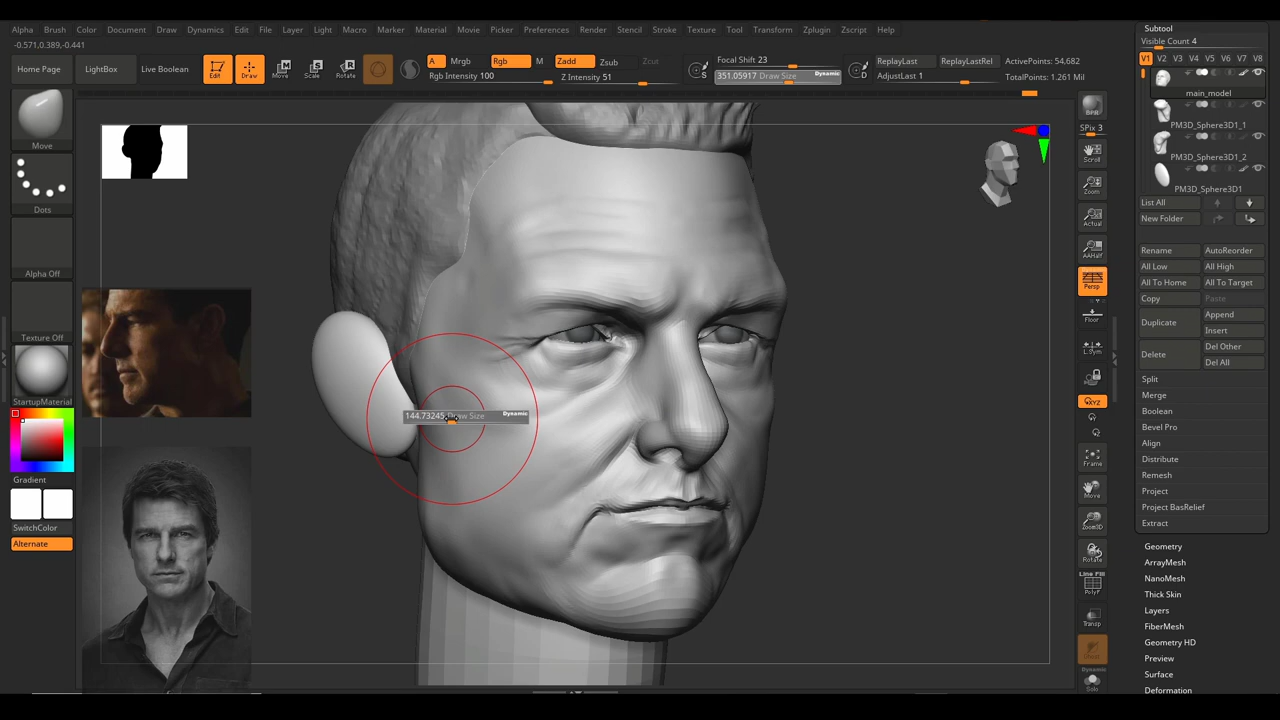 Alpha Brush Color Document Draw Dynamics Edit File Layer Light Macro Marker Material Movie Picker Preferences Render Stencil Stroke Texture Tool Transform Zplugin Zscript Help
-0.571,0.389,-0.441
Home Page
LightBox
Live Boolean
Edit
Draw
Move
Scale
Rotate
A
Mrgb
Rgb
M
Rgb Intensity 100
Zadd
Zsub
Zcut
Z Intensity 51
S
Focal Shift 23
351.05917 Draw Size
Dynamic
D
ReplayLast
ReplayLastRel
AdjustLast 1
ActivePoints: 54,682
TotalPoints: 1.261 Mil
Move
Dots
Alpha Off
Texture Off
StartupMaterial
Gradient
SwitchColor
Alternate
144.73245 Draw Size
Dynamic
BPR
SPix 3
Scroll
Zoom
Actual
AAHalf
Persp
Floor
L.Sym
XYZ
Frame
Move
Zoom3D
Rotate
Line Fill
PolyF
Transp
Dynamic
Solo
Subtool
Visible Count 4
V1 V2 V3 V4 V5 V6 V7 V8
main_model
PM3D_Sphere3D1_1
PM3D_Sphere3D1_2
PM3D_Sphere3D1
List All
New Folder
Rename
AutoReorder
All Low
All High
All To Home
All To Target
Copy
Paste
Duplicate
Append
Insert
Delete
Del Other
Del All
Split
Merge
Boolean
Bevel Pro
Align
Distribute
Remesh
Project
Project BasRelief
Extract
Geometry
ArrayMesh
NanoMesh
Thick Skin
Layers
FiberMesh
Geometry HD
Preview
Surface
Deformation